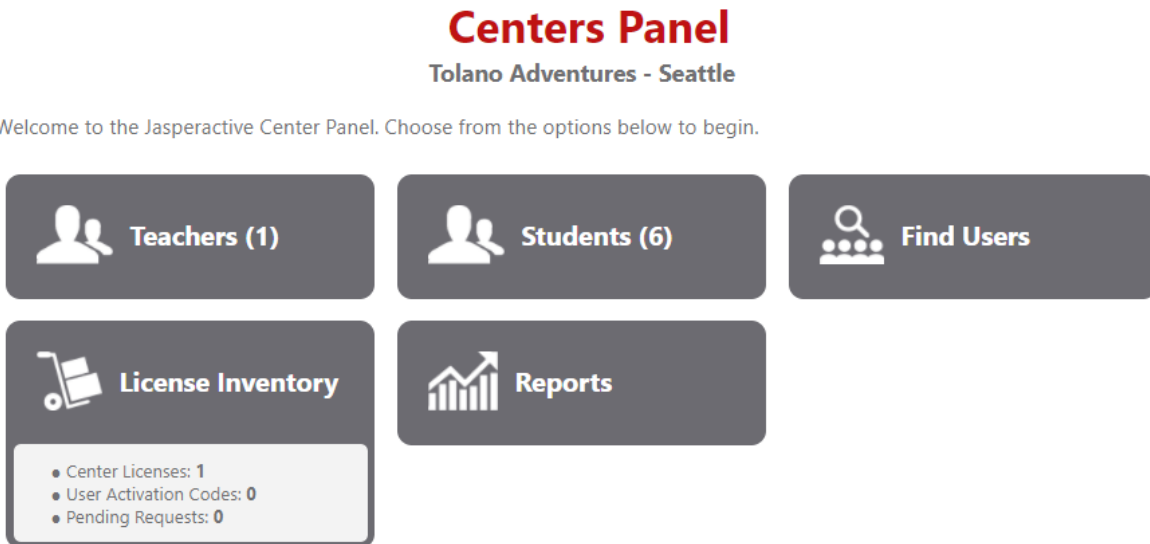 Centers Panel
Tolano Adventures - Seattle
Welcome to the Jasperactive Center Panel. Choose from the options below to begin.
Teachers (1)
Students (6)
Find Users
License Inventory
Reports
● Center Licenses: 1
● User Activation Codes: 0
● Pending Requests: 0